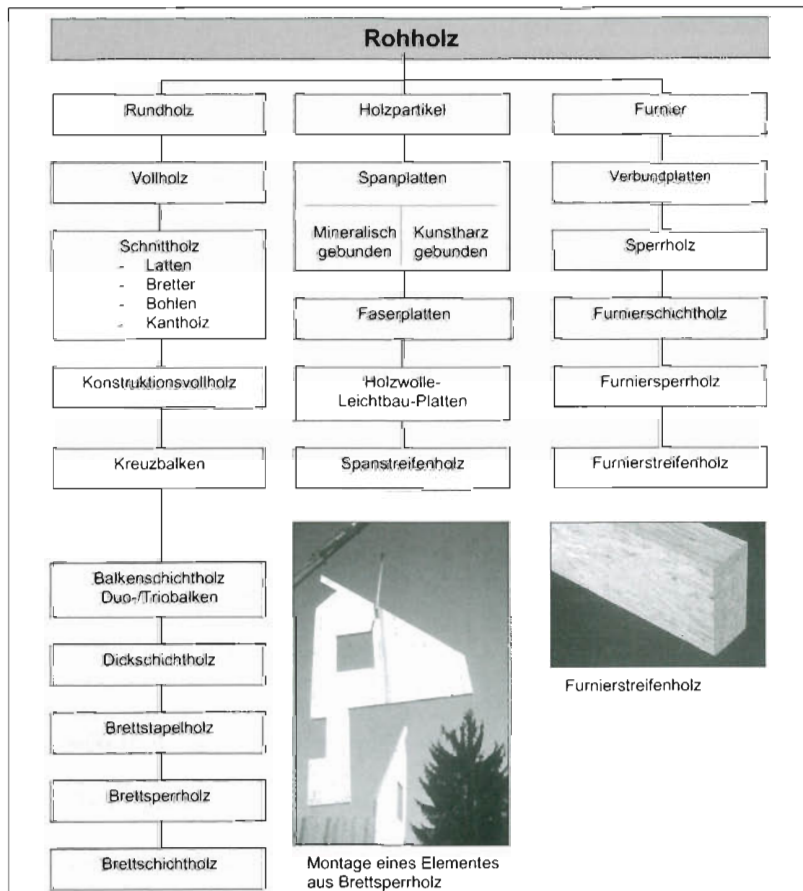 Rohholz
Rundholz
Vollholz
Schnittholz
- Latten
- Bretter
- Bohlen
- Kantholz
Konstruktionsvollholz
Kreuzbalken
Balkenschichtholz
Duo-/Triobalken
Dickschichtholz
Brettstapelholz
Brettsperrholz
Brettschichtholz
Holzpartikel
Spanplatten
Mineralisch
gebunden
Kunstharz
gebunden
Faserplatten
Holzwolle-
Leichtbau-Platten
Spanstreifenholz
Montage eines Elementes
aus Brettsperrholz
Furnier
Verbundplatten
Sperrholz
Furnierschichtholz
Furniersperrholz
Furnierstreifenholz
Furnierstreifenholz